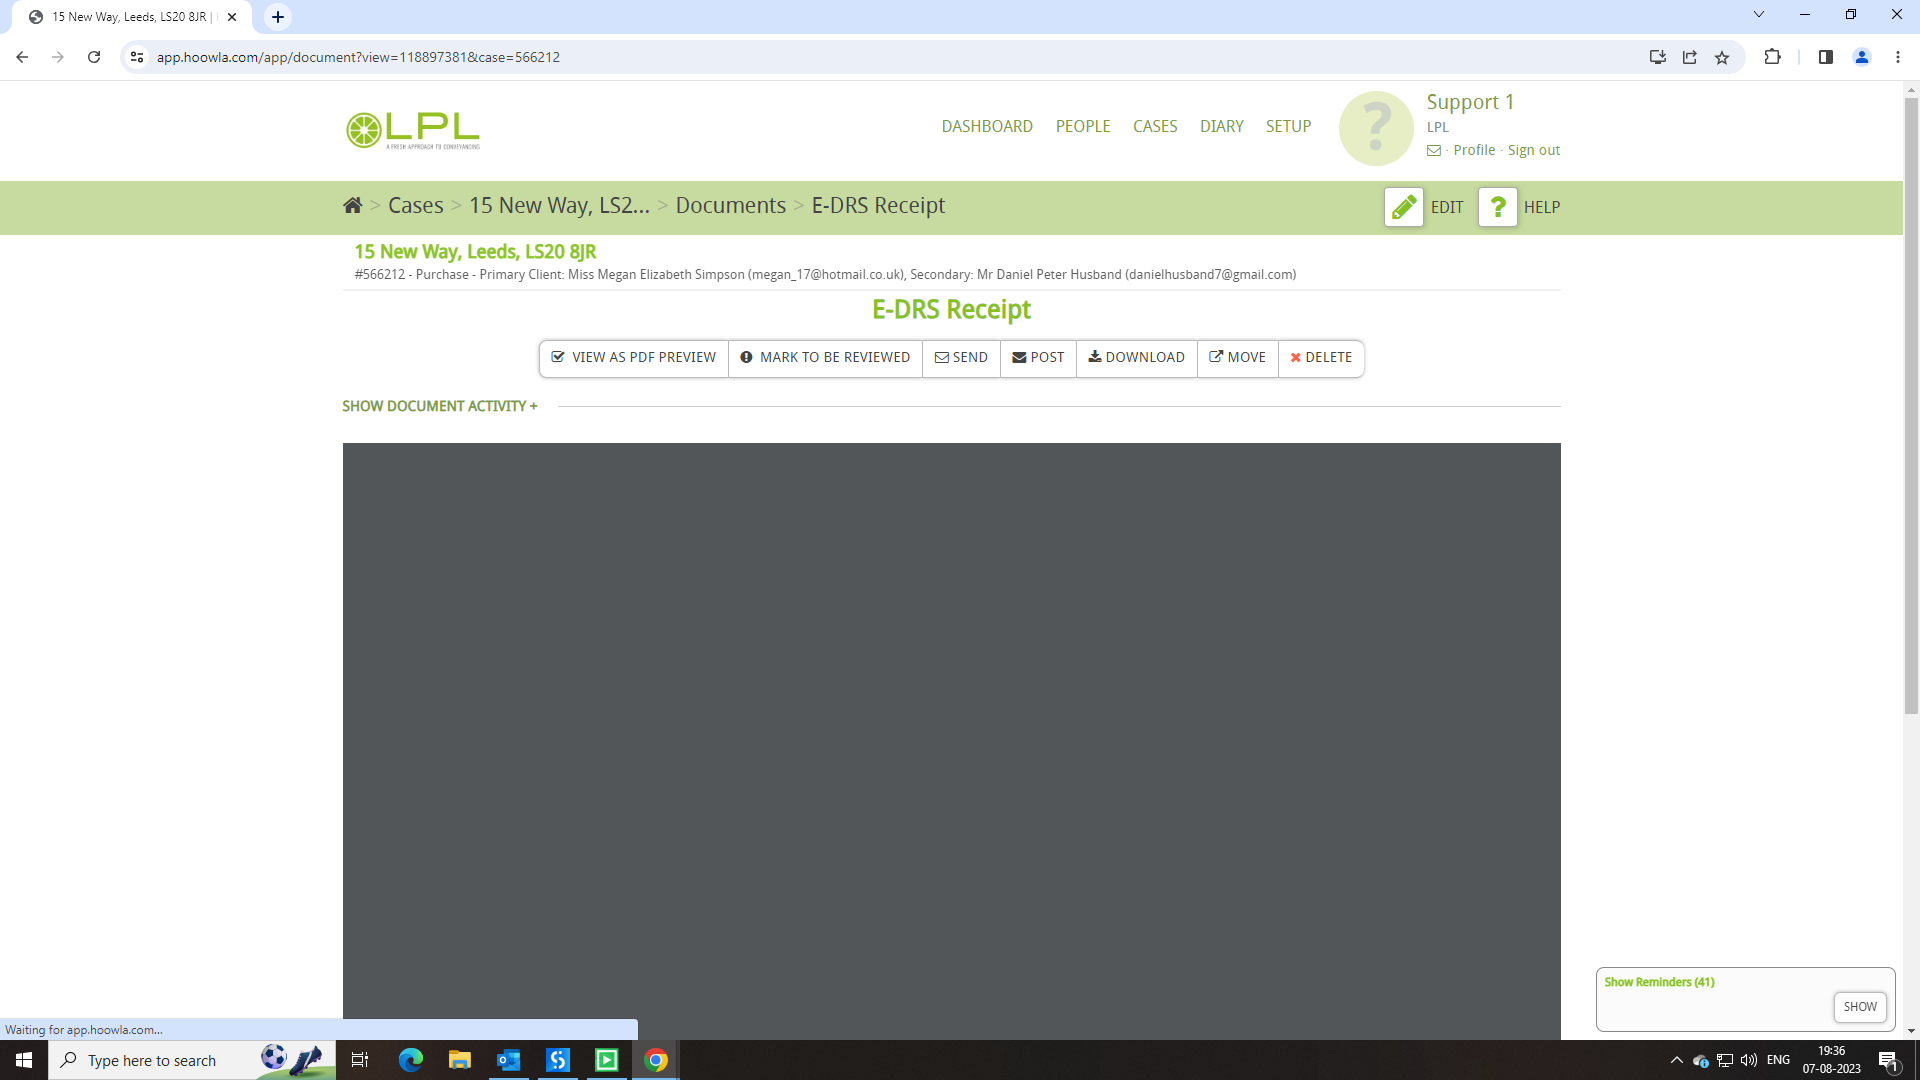 15 New Way, Leeds, LS20 8JR |
app.hoowla.com/app/document?view=118897381&case=566212
LPL
A FRESH APPROACH TO CONVEYANCING
DASHBOARD PEOPLE CASES DIARY SETUP
?
Support 1
LPL
· Profile · Sign out
> Cases > 15 New Way, LS2... > Documents > E-DRS Receipt
EDIT ? HELP
15 New Way, Leeds, LS20 8JR
#566212 - Purchase - Primary Client: Miss Megan Elizabeth Simpson (megan_17@hotmail.co.uk), Secondary: Mr Daniel Peter Husband (danielhusband7@gmail.com)
E-DRS Receipt
VIEW AS PDF PREVIEW MARK TO BE REVIEWED SEND POST DOWNLOAD MOVE DELETE
SHOW DOCUMENT ACTIVITY +
Show Reminders (41)
SHOW
Waiting for app.hoowla.com...
Type here to search
ENG
19:36
07-08-2023
1